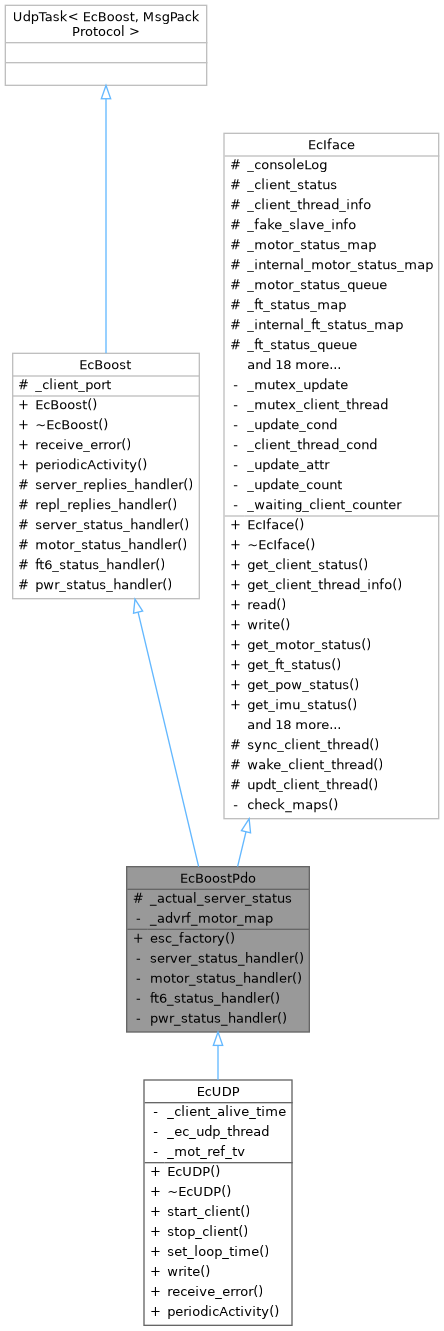 UdpTask< EcBoost, MsgPack
Protocol >
EcIface
# _consoleLog
# _client_status
# _client_thread_info
# _fake_slave_info
# _motor_status_map
# _internal_motor_status_map
# _motor_status_queue
# _ft_status_map
# _internal_ft_status_map
# _ft_status_queue
and 18 more...
- _mutex_update
- _mutex_client_thread
- _update_cond
- _client_thread_cond
- _update_attr
- _update_count
- _waiting_client_counter
+ EcIface()
+ ~EcIface()
+ get_client_status()
+ get_client_thread_info()
+ read()
+ write()
+ get_motor_status()
+ get_ft_status()
+ get_pow_status()
+ get_imu_status()
and 18 more...
# sync_client_thread()
# wake_client_thread()
# updt_client_thread()
- check_maps()
EcBoost
# _client_port
+ EcBoost()
+ ~EcBoost()
+ receive_error()
+ periodicActivity()
# server_replies_handler()
# repl_replies_handler()
# server_status_handler()
# motor_status_handler()
# ft6_status_handler()
# pwr_status_handler()
EcBoostPdo
# _actual_server_status
- _advrf_motor_map
+ esc_factory()
- server_status_handler()
- motor_status_handler()
- ft6_status_handler()
- pwr_status_handler()
EcUDP
- _client_alive_time
- _ec_udp_thread
- _mot_ref_tv
+ EcUDP()
+ ~EcUDP()
+ start_client()
+ stop_client()
+ set_loop_time()
+ write()
+ receive_error()
+ periodicActivity()